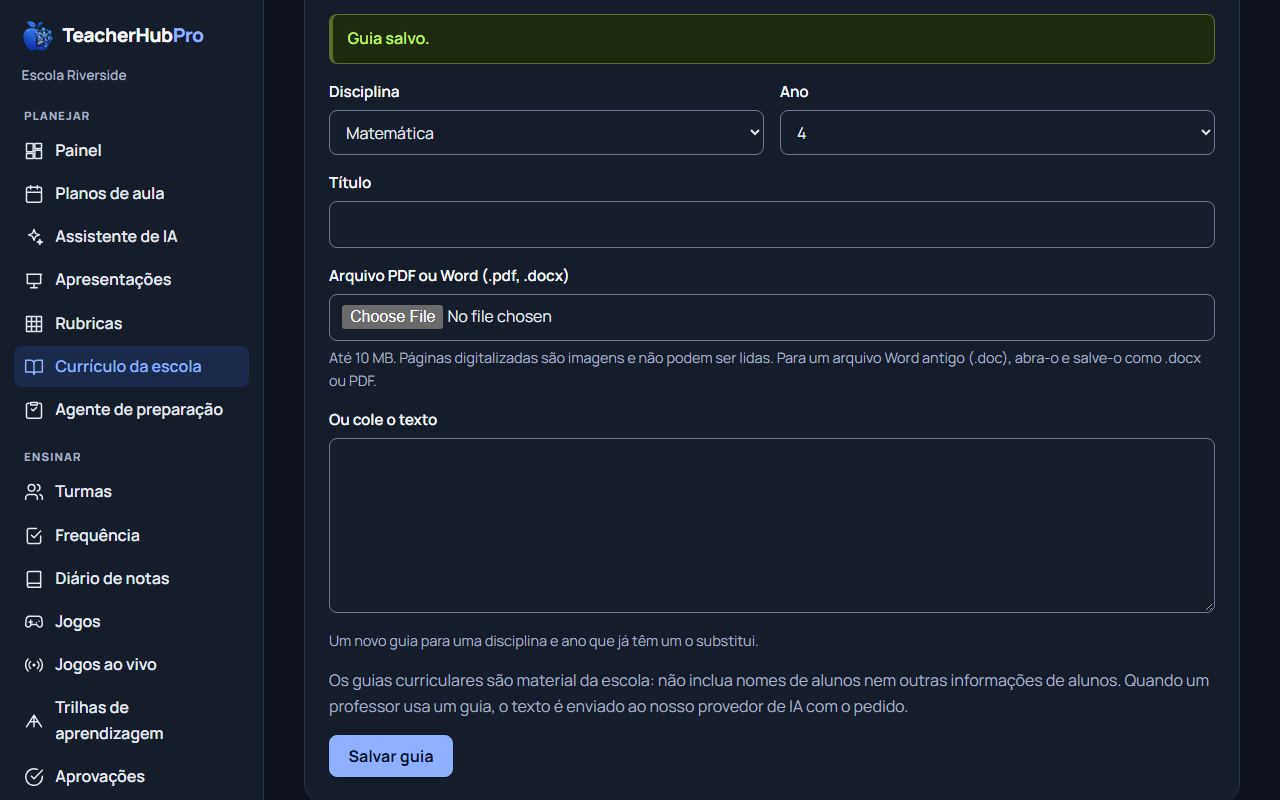 TeacherHubPro
Escola Riverside
PLANEJAR
Painel
Planos de aula
Assistente de IA
Apresentações
Rubricas
Currículo da escola
Agente de preparação
ENSINAR
Turmas
Frequência
Diário de notas
Jogos
Jogos ao vivo
Trilhas de
aprendizagem
Aprovações
Guia salvo.
Disciplina
Ano
Matemática
4
Título
Arquivo PDF ou Word (.pdf, .docx)
Choose File No file chosen
Até 10 MB. Páginas digitalizadas são imagens e não podem ser lidas. Para um arquivo Word antigo (.doc), abra-o e salve-o como .docx
ou PDF.
Ou cole o texto
Um novo guia para uma disciplina e ano que já têm um o substitui.
Os guias curriculares são material da escola: não inclua nomes de alunos nem outras informações de alunos. Quando um
professor usa um guia, o texto é enviado ao nosso provedor de IA com o pedido.
Salvar guia